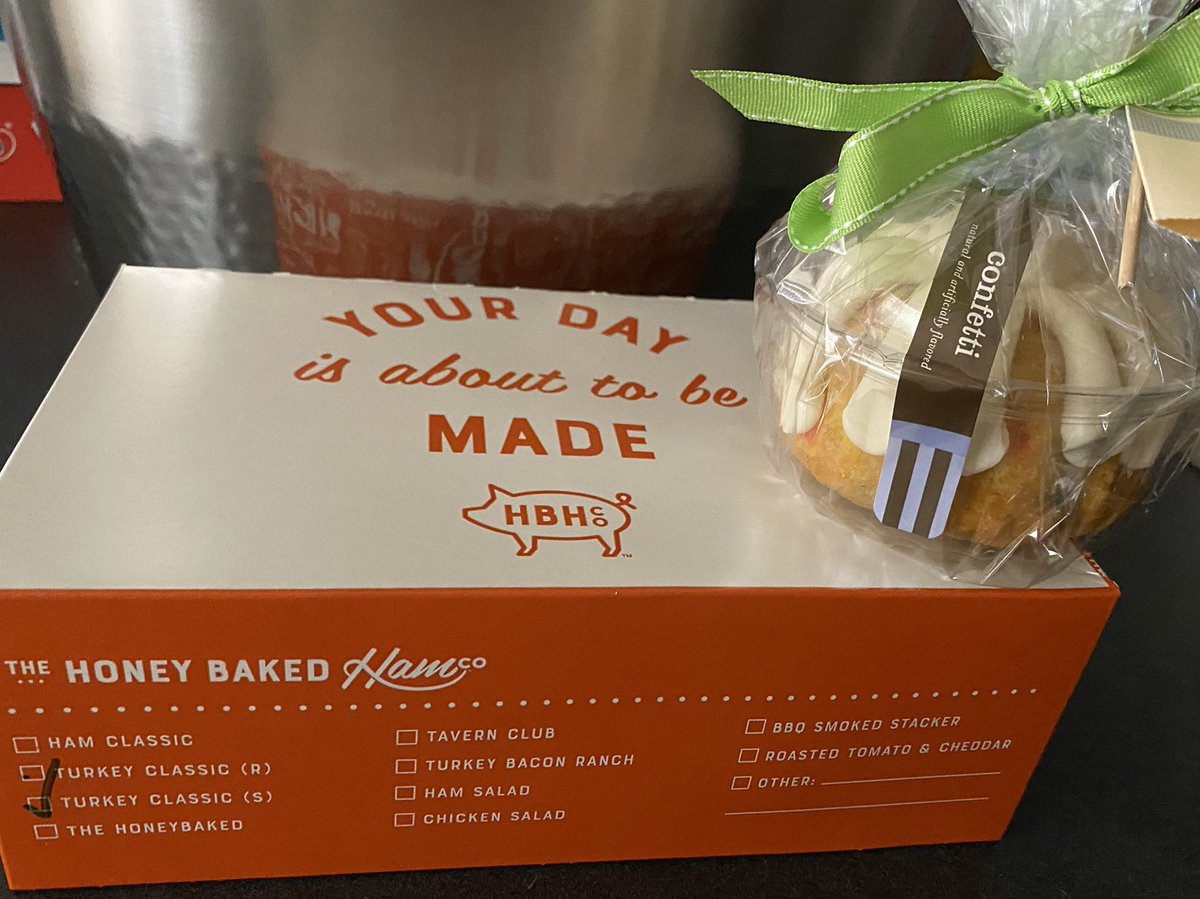 YOUR DAY
is about to be
MADE
HBH CO
TM
confetti
natural and artificially flavored
THE HONEY BAKED Ham CO
HAM CLASSIC
TURKEY CLASSIC (R)
TURKEY CLASSIC (S)
THE HONEYBAKED
TAVERN CLUB
TURKEY BACON RANCH
HAM SALAD
CHICKEN SALAD
BBQ SMOKED STACKER
ROASTED TOMATO & CHEDDAR
OTHER: